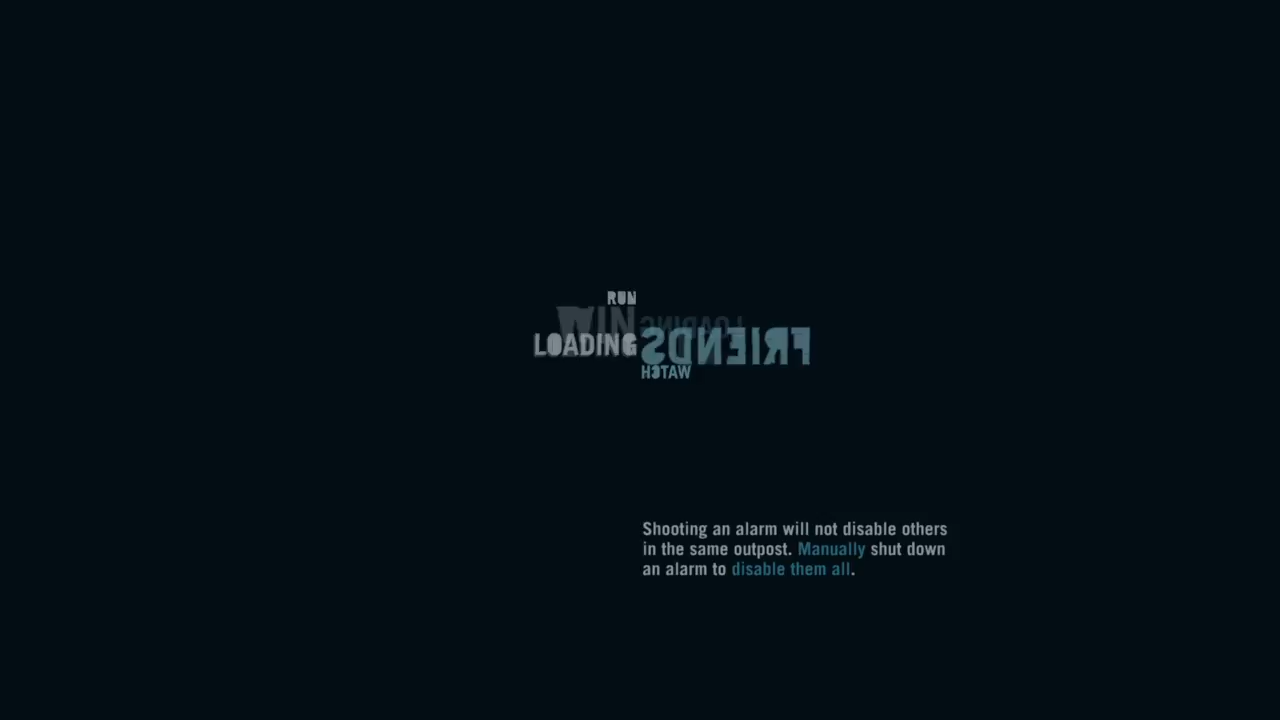 RUN
WIN
LOADING
LOADING
FRIENDS
WATCH
Shooting an alarm will not disable others
in the same outpost. Manually shut down
an alarm to disable them all.